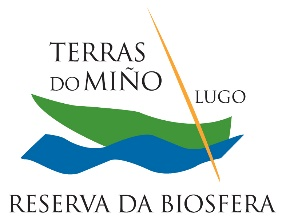 TERRAS
DO MIÑO
LUGO
RESERVA DA BIOSFERA